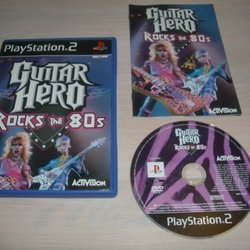 PlayStation 2
GUITAR
HERO
ROCKS THE 80s
ACTIVISION
GUITAR
HERO
ROCKS THE 80s
ACTIVISION
GUITAR
HERO
ROCKS THE 80s
ACTIVISION
PlayStation 2